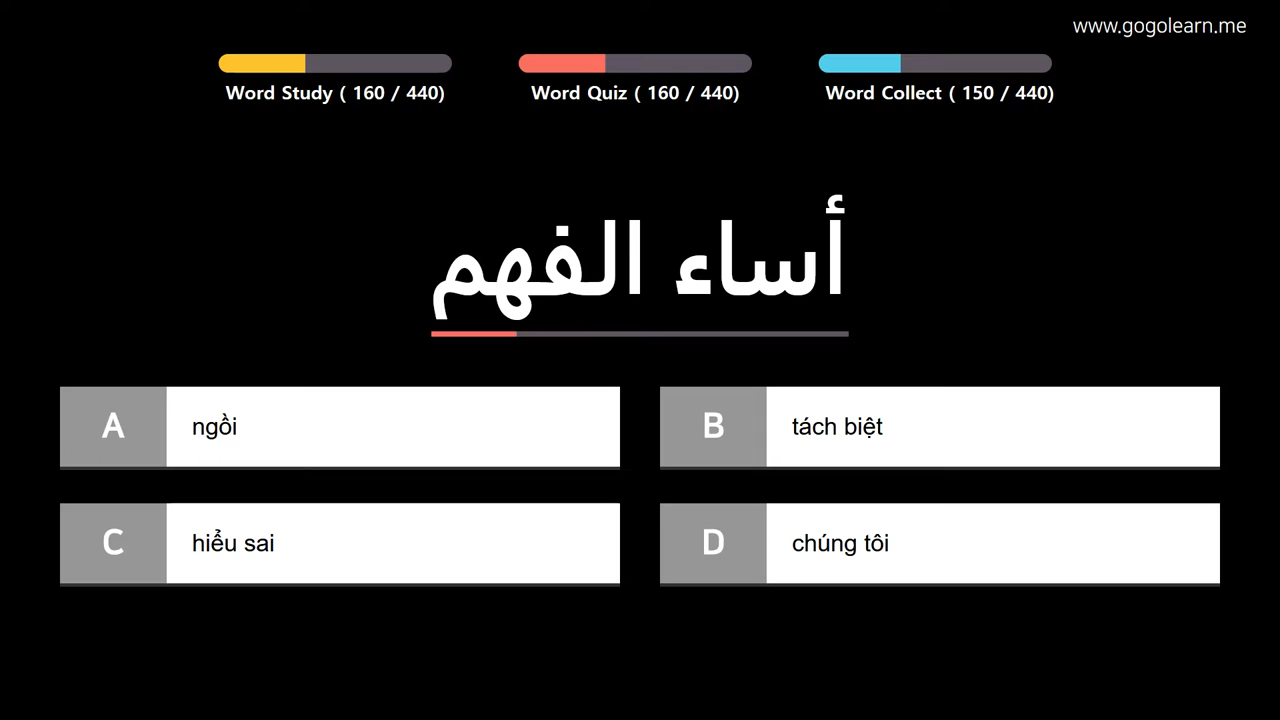 www.gogolearn.me
Word Study ( 160 / 440)
Word Quiz ( 160 / 440)
Word Collect ( 150 / 440)
أساء الفهم
A ngồi
B tách biệt
C hiểu sai
D chúng tôi